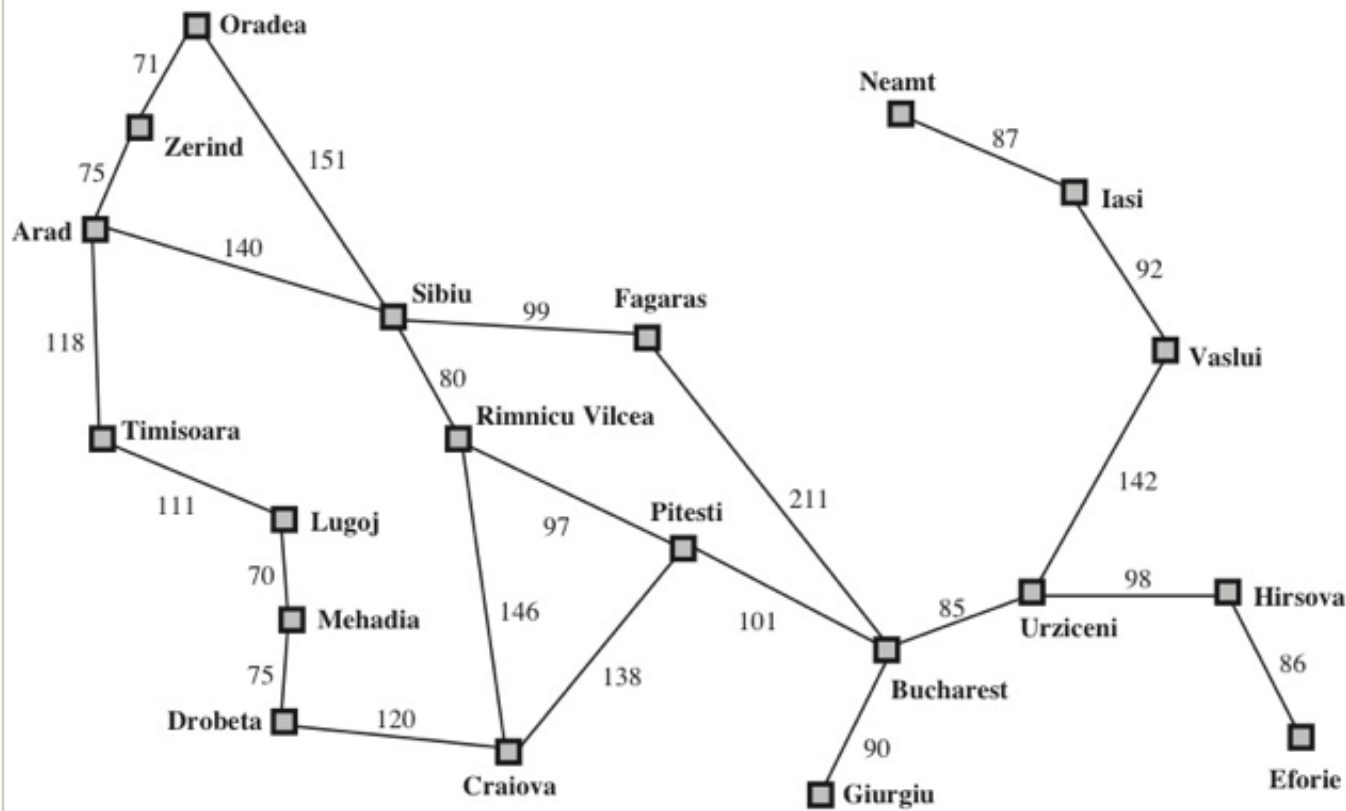 Oradea
71
Neamt
Zerind
87
151
75
Iasi
Arad
140
92
Sibiu
Fagaras
99
118
Vaslui
80
Timisoara
Rimnicu Vilcea
142
111
211
Lugoj
97
Pitesti
70
98
Hirsova
Mehadia
146
101
85
Urziceni
75
138
86
Bucharest
Drobeta
120
90
Craiova
Giurgiu
Eforie